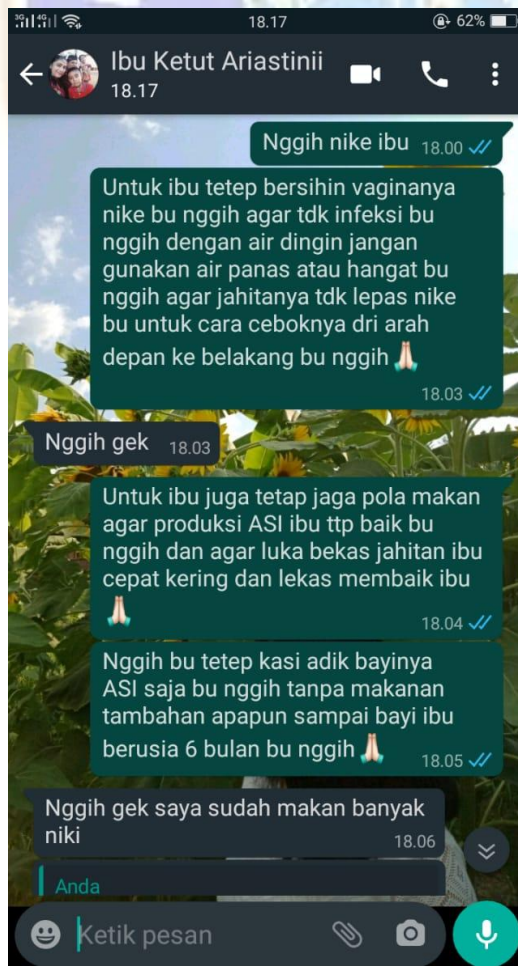 3G 4G 18.17 62%
Ibu Ketut Ariastinii
18.17
Nggih nike ibu 18.00
Untuk ibu tetep bersihin vaginanya
nike bu nggih agar tdk infeksi bu
nggih dengan air dingin jangan
gunakan air panas atau hangat bu
nggih agar jahitanya tdk lepas nike
bu untuk cara ceboknya dri arah
depan ke belakang bu nggih 🙏🏻
18.03
Nggih gek 18.03
Untuk ibu juga tetap jaga pola makan
agar produksi ASI ibu ttp baik bu
nggih dan agar luka bekas jahitan ibu
cepat kering dan lekas membaik ibu
🙏🏻
18.04
Nggih bu tetep kasi adik bayinya
ASI saja bu nggih tanpa makanan
tambahan apapun sampai bayi ibu
berusia 6 bulan bu nggih 🙏🏻 18.05
Nggih gek saya sudah makan banyak
niki 18.06
Anda
Ketik pesan